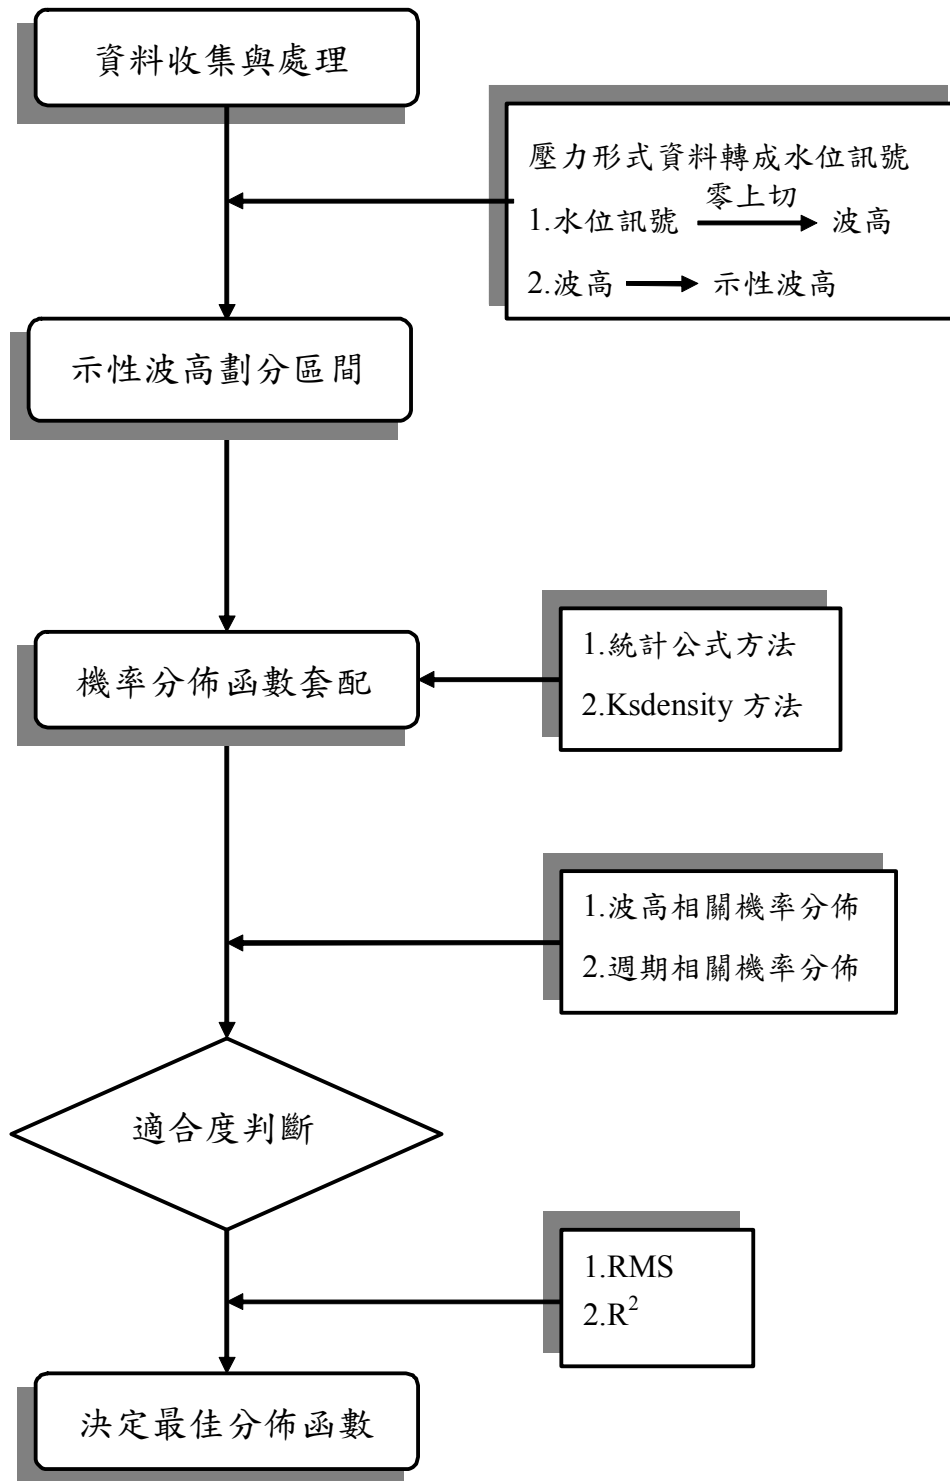 資料收集與處理
壓力形式資料轉成水位訊號
零上切
1.水位訊號 → 波高
2.波高 → 示性波高
示性波高劃分區間
機率分佈函數套配
1.統計公式方法
2.Ksdensity 方法
1.波高相關機率分佈
2.週期相關機率分佈
適合度判斷
1.RMS
2.R²
決定最佳分佈函數